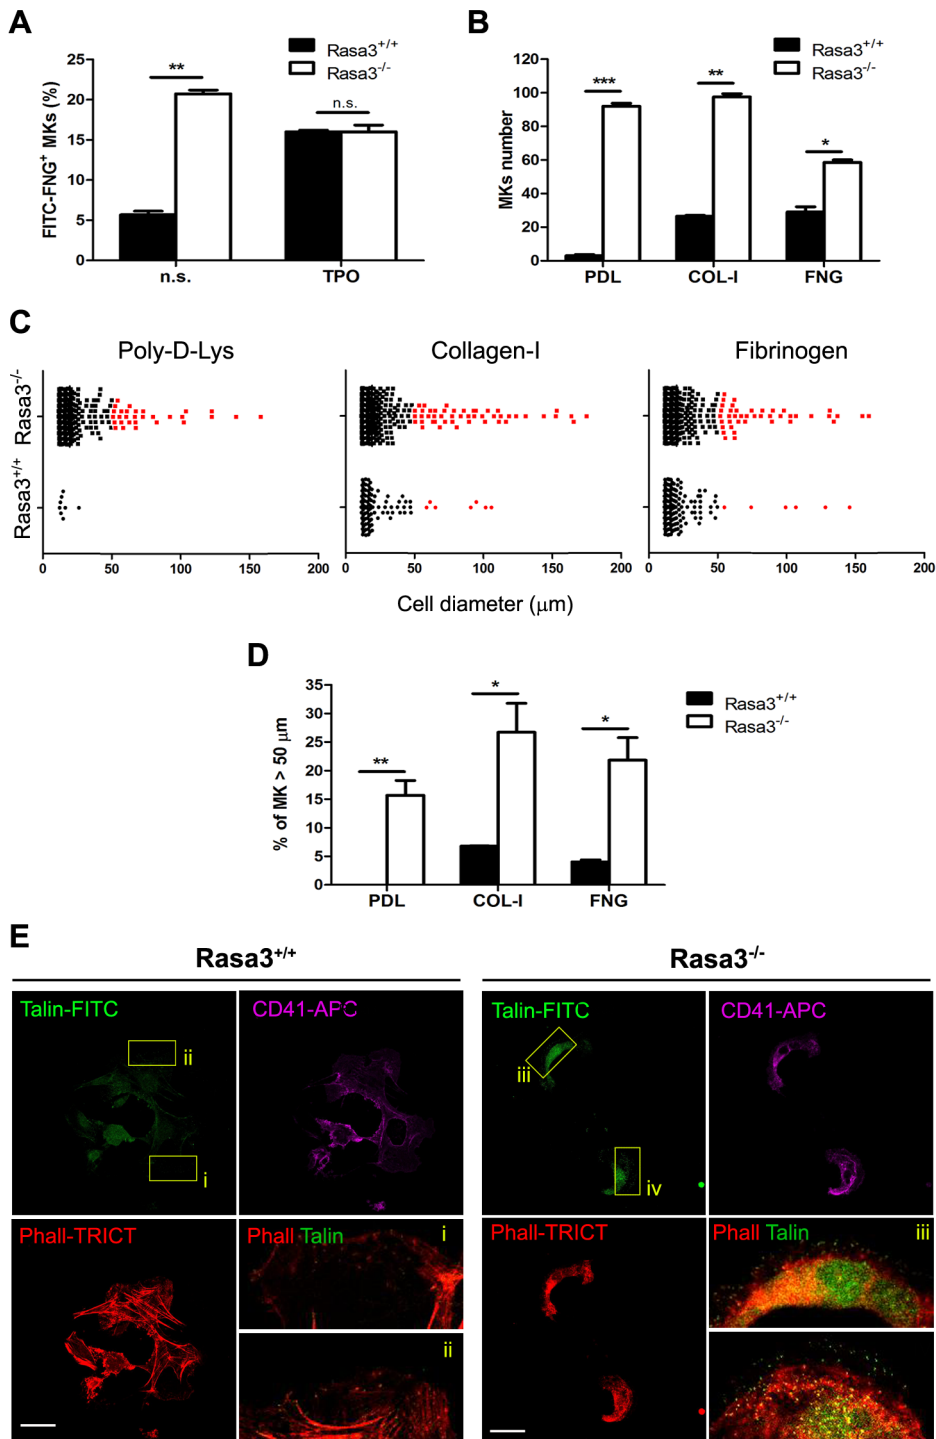 A
Rasa3+/+
Rasa3-/-
FITC-FNG+ MKs (%)
25
20
15
10
5
0
**
n.s.
n.s.
TPO
B
Rasa3+/+
Rasa3-/-
MKs number
120
100
80
60
40
20
0
***
**
*
PDL
COL-I
FNG
C
Poly-D-Lys
Collagen-I
Fibrinogen
Rasa3-/-
Rasa3+/+
0 50 100 150 200
0 50 100 150 200
0 50 100 150 200
Cell diameter (μm)
D
Rasa3+/+
Rasa3-/-
% of MK > 50 μm
35
30
25
20
15
10
5
0
**
*
*
PDL
COL-I
FNG
E
Rasa3+/+
Rasa3-/-
Talin-FITC
ii
i
CD41-APC
Talin-FITC
iii
iv
CD41-APC
Phall-TRICT
Phall Talin
i
ii
Phall-TRICT
Phall Talin
iii